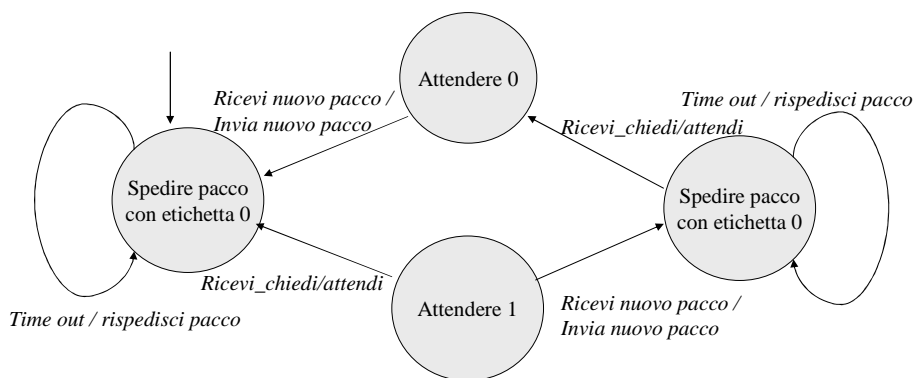 Attendere 0
Ricevi nuovo pacco /
Invia nuovo pacco
Time out / rispedisci pacco
Ricevi_chiedi/attendi
Spedire pacco
con etichetta 0
Spedire pacco
con etichetta 0
Ricevi_chiedi/attendi
Attendere 1
Ricevi nuovo pacco /
Invia nuovo pacco
Time out / rispedisci pacco